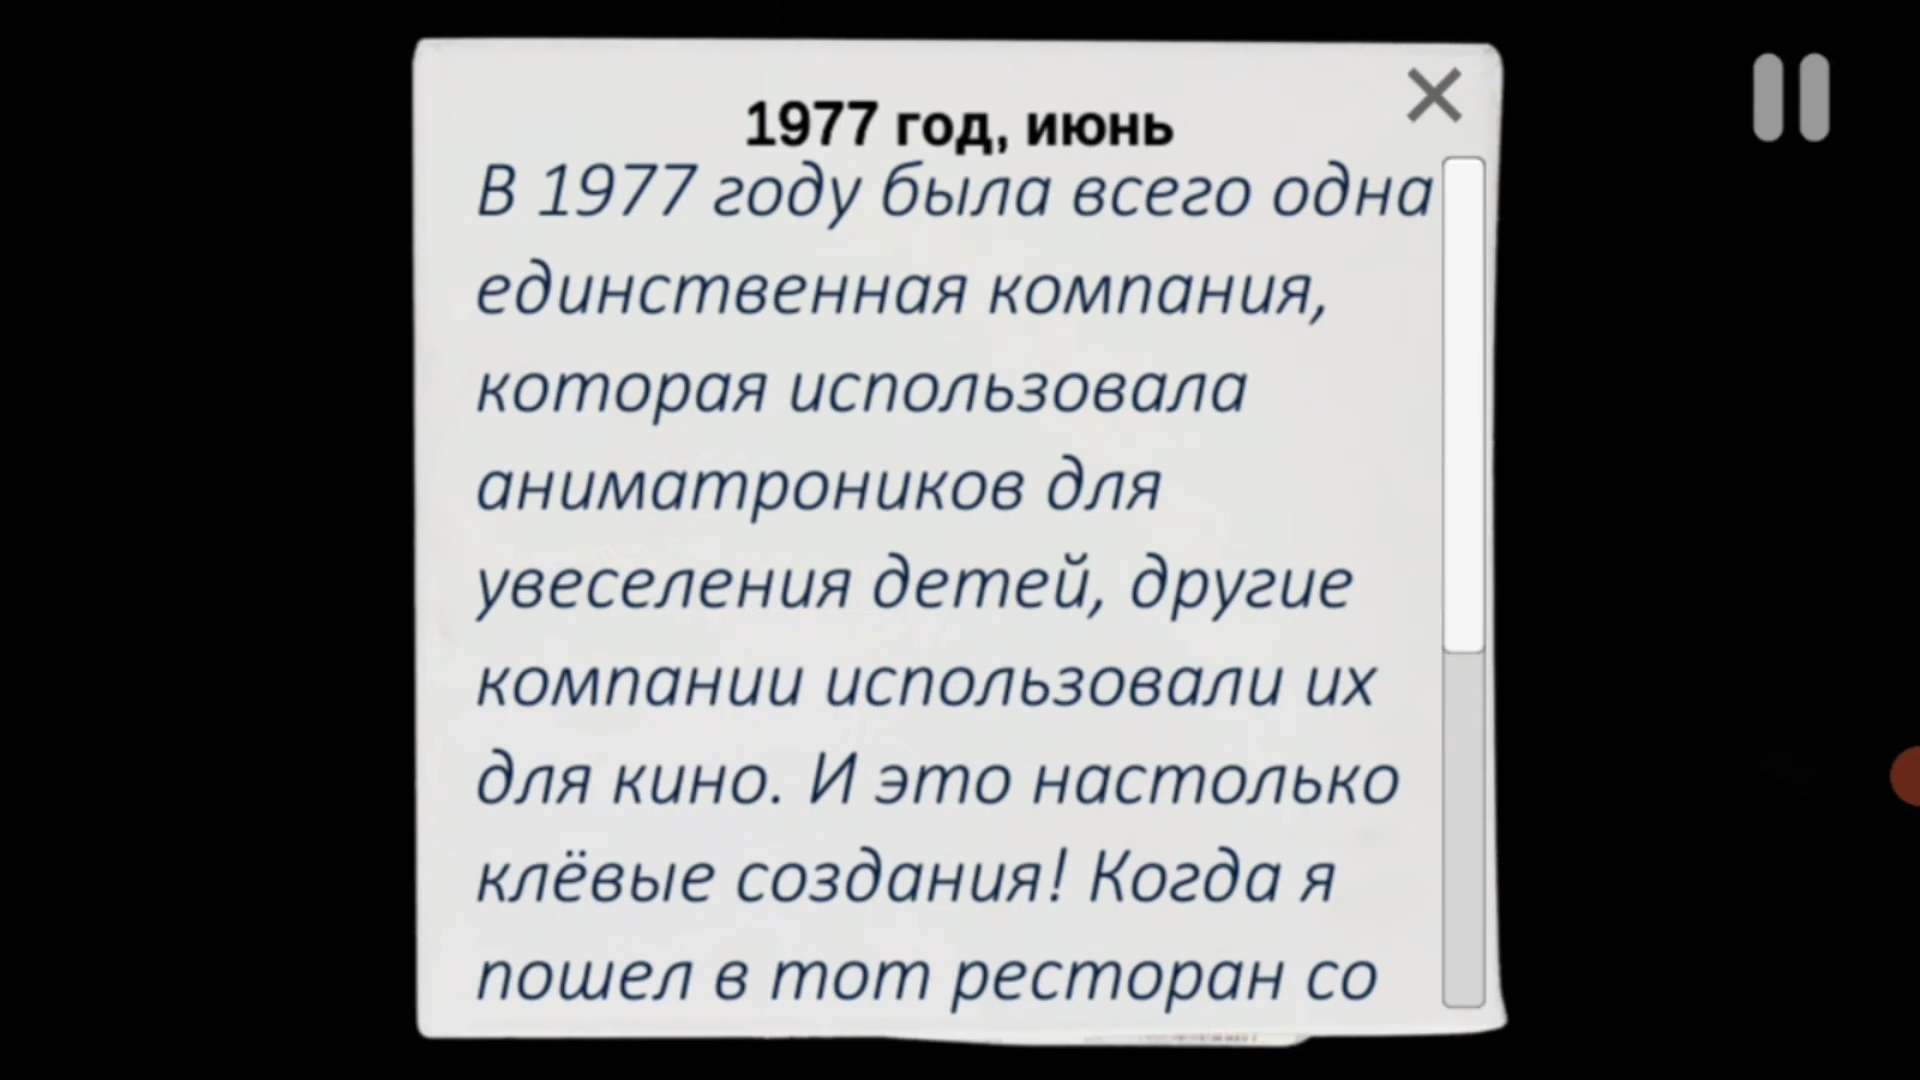 1977 год, июнь
В 1977 году была всего одна
единственная компания,
которая использовала
аниматроников для
увеселения детей, другие
компании использовали их
для кино. И это настолько
клёвые создания! Когда я
пошел в тот ресторан со